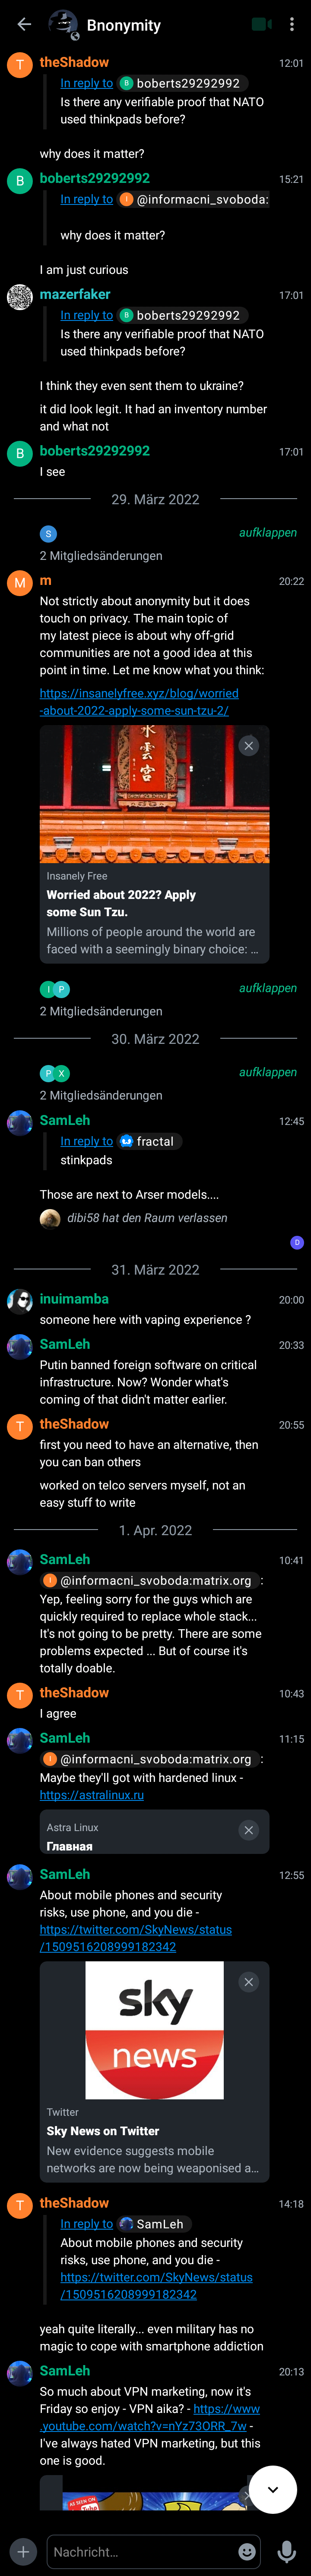 Bnonymity
theShadow 12:01
In reply to B boberts29292992
Is there any verifiable proof that NATO
used thinkpads before?
why does it matter?
boberts29292992 15:21
In reply to I @informacni_svoboda:
why does it matter?
I am just curious
mazerfaker 17:01
In reply to B boberts29292992
Is there any verifiable proof that NATO
used thinkpads before?
I think they even sent them to ukraine?
it did look legit. It had an inventory number
and what not
boberts29292992 17:01
I see
29. März 2022
S aufklappen
2 Mitgliedsänderungen
m 20:22
Not strictly about anonymity but it does
touch on privacy. The main topic of
my latest piece is about why off-grid
communities are not a good idea at this
point in time. Let me know what you think:
https://insanelyfree.xyz/blog/worried
-about-2022-apply-some-sun-tzu-2/
水雲宮
Insanely Free
Worried about 2022? Apply
some Sun Tzu.
Millions of people around the world are
faced with a seemingly binary choice: ...
I P aufklappen
2 Mitgliedsänderungen
30. März 2022
P X aufklappen
2 Mitgliedsänderungen
SamLeh 12:45
In reply to fractal
stinkpads
Those are next to Arser models....
dibi58 hat den Raum verlassen
D
31. März 2022
inuimamba 20:00
someone here with vaping experience ?
SamLeh 20:33
Putin banned foreign software on critical
infrastructure. Now? Wonder what's
coming of that didn't matter earlier.
theShadow 20:55
first you need to have an alternative, then
you can ban others
worked on telco servers myself, not an
easy stuff to write
1. Apr. 2022
SamLeh 10:41
I @informacni_svoboda:matrix.org :
Yep, feeling sorry for the guys which are
quickly required to replace whole stack...
It's not going to be pretty. There are some
problems expected ... But of course it's
totally doable.
theShadow 10:43
I agree
SamLeh 11:15
I @informacni_svoboda:matrix.org :
Maybe they'll got with hardened linux -
https://astralinux.ru
Astra Linux
Главная
SamLeh 12:55
About mobile phones and security
risks, use phone, and you die -
https://twitter.com/SkyNews/status
/1509516208999182342
sky
news
Twitter
Sky News on Twitter
New evidence suggests mobile
networks are now being weaponised a...
theShadow 14:18
In reply to SamLeh
About mobile phones and security
risks, use phone, and you die -
https://twitter.com/SkyNews/status
/1509516208999182342
yeah quite literally... even military has no
magic to cope with smartphone addiction
SamLeh 20:13
So much about VPN marketing, now it's
Friday so enjoy - VPN aika? - https://www
.youtube.com/watch?v=nYz73ORR_7w -
I've always hated VPN marketing, but this
one is good.
AS SEEN ON
Nachricht...